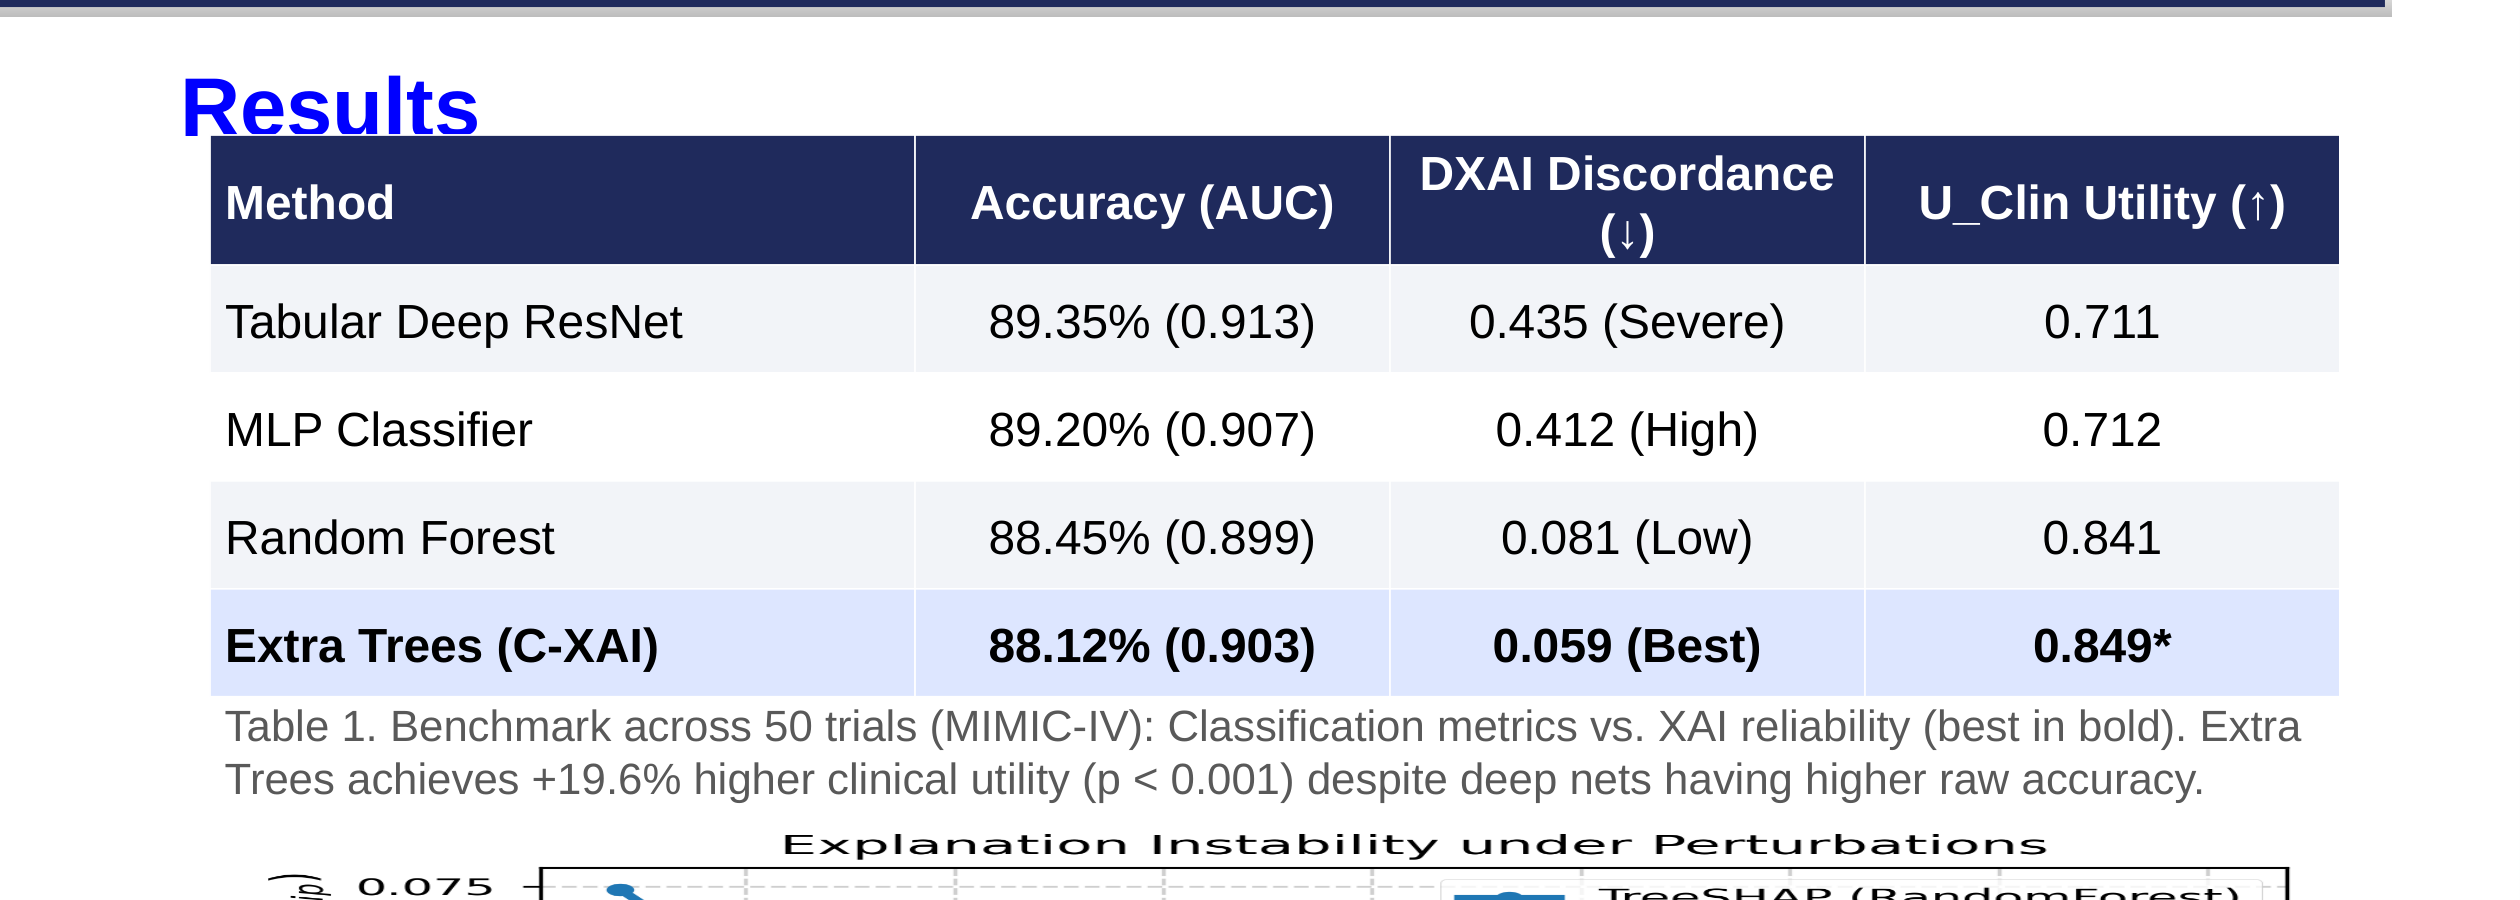 Results
Method Accuracy (AUC) DXAI Discordance (↓) U_Clin Utility (↑)
Tabular Deep ResNet 89.35% (0.913) 0.435 (Severe) 0.711
MLP Classifier 89.20% (0.907) 0.412 (High) 0.712
Random Forest 88.45% (0.899) 0.081 (Low) 0.841
Extra Trees (C-XAI) 88.12% (0.903) 0.059 (Best) 0.849*
Table 1. Benchmark across 50 trials (MIMIC-IV): Classification metrics vs. XAI reliability (best in bold). Extra
Trees achieves +19.6% higher clinical utility (p < 0.001) despite deep nets having higher raw accuracy.
Explanation Instability under Perturbations
0.075
TreeSHAP (RandomForest)